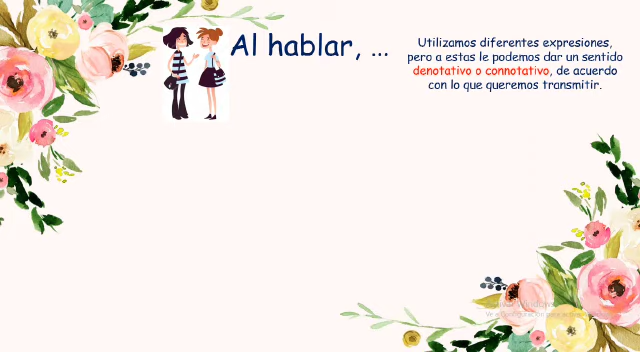 Al hablar, ...
Utilizamos diferentes expresiones,
pero a estas le podemos dar un sentido
denotativo o connotativo, de acuerdo
con lo que queremos transmitir.